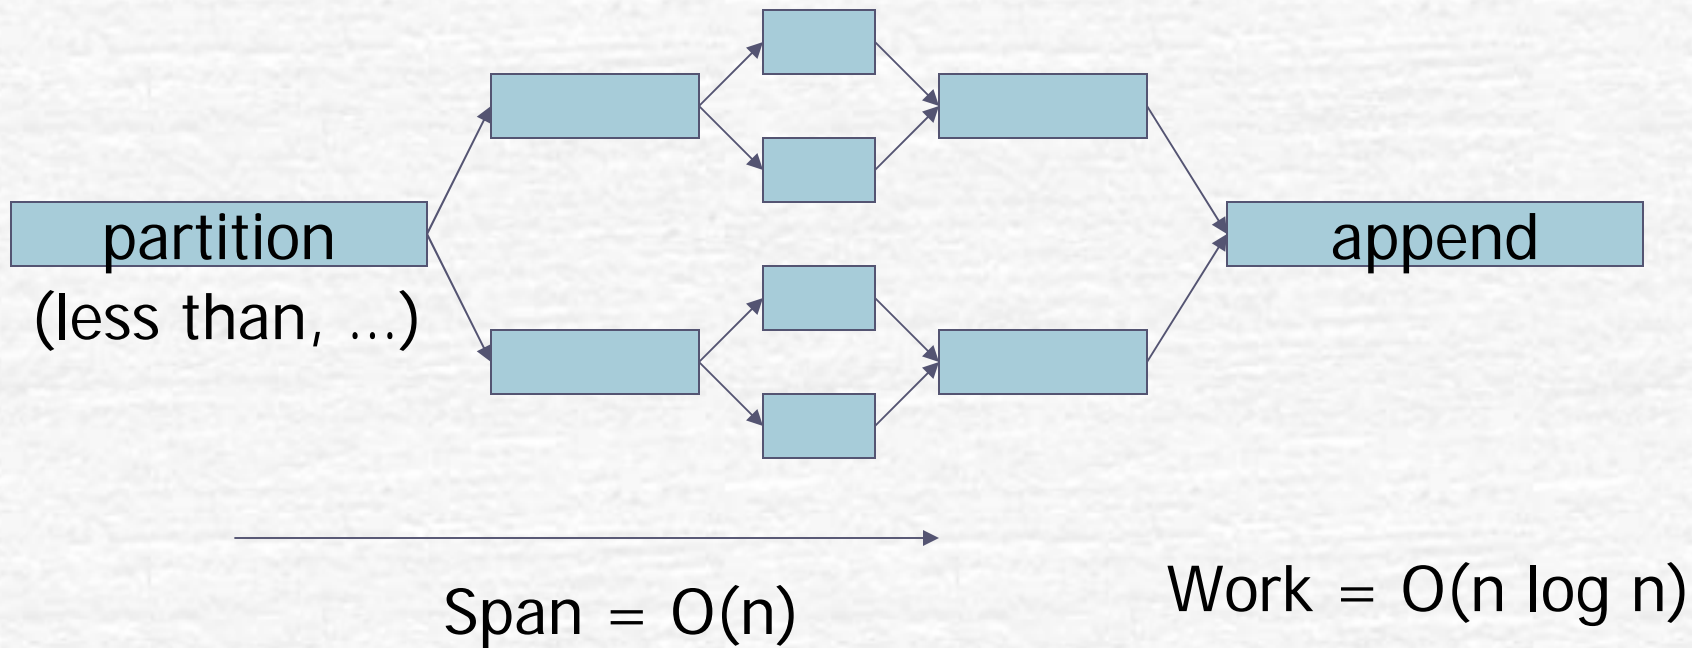 partition
append
(less than, ...)
Span = O(n)
Work = O(n log n)